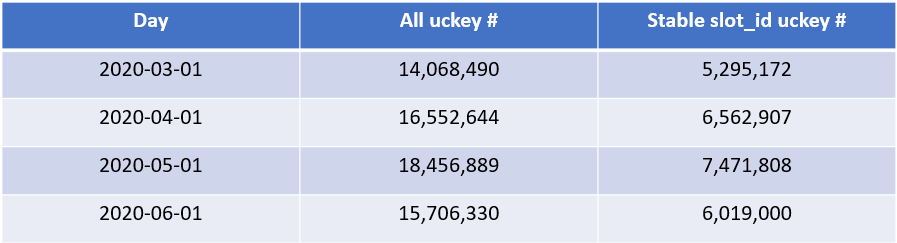 Day All uckey # Stable slot_id uckey #
2020-03-01 14,068,490 5,295,172
2020-04-01 16,552,644 6,562,907
2020-05-01 18,456,889 7,471,808
2020-06-01 15,706,330 6,019,000